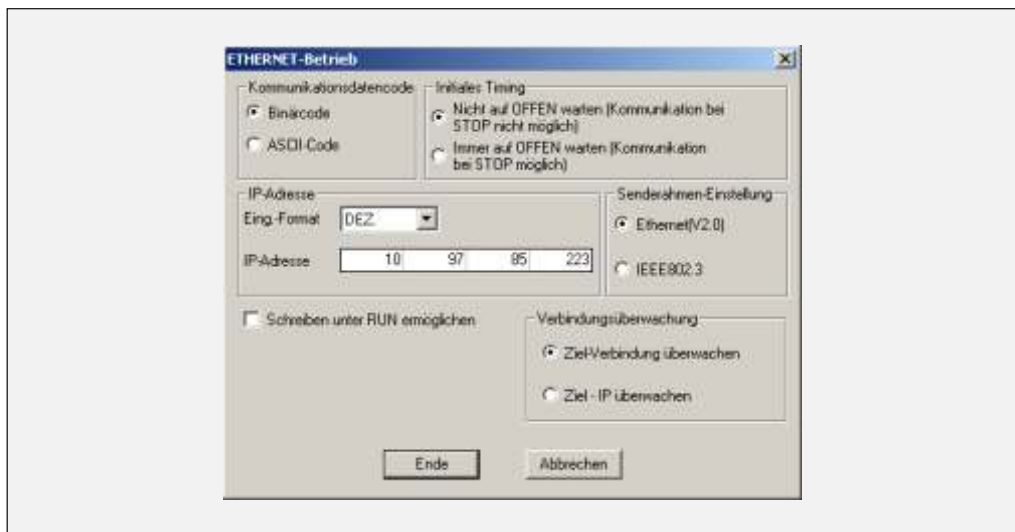 ETHERNET-Betrieb
Kommunikationsdatencode
Binärcode
ASCII-Code
Initiales Timing
Nicht auf OFFEN warten (Kommunikation bei
STOP nicht möglich)
Immer auf OFFEN warten (Kommunikation
bei STOP möglich)
IP-Adresse
Eing.-Format DEZ.
IP-Adresse 10 97 85 223
Senderahmen-Einstellung
Ethernet(V2.0)
IEEE802.3
Schreiben unter RUN ermöglichen
Verbindungsüberwachung
Ziel-Verbindung überwachen
Ziel - IP überwachen
Ende
Abbrechen